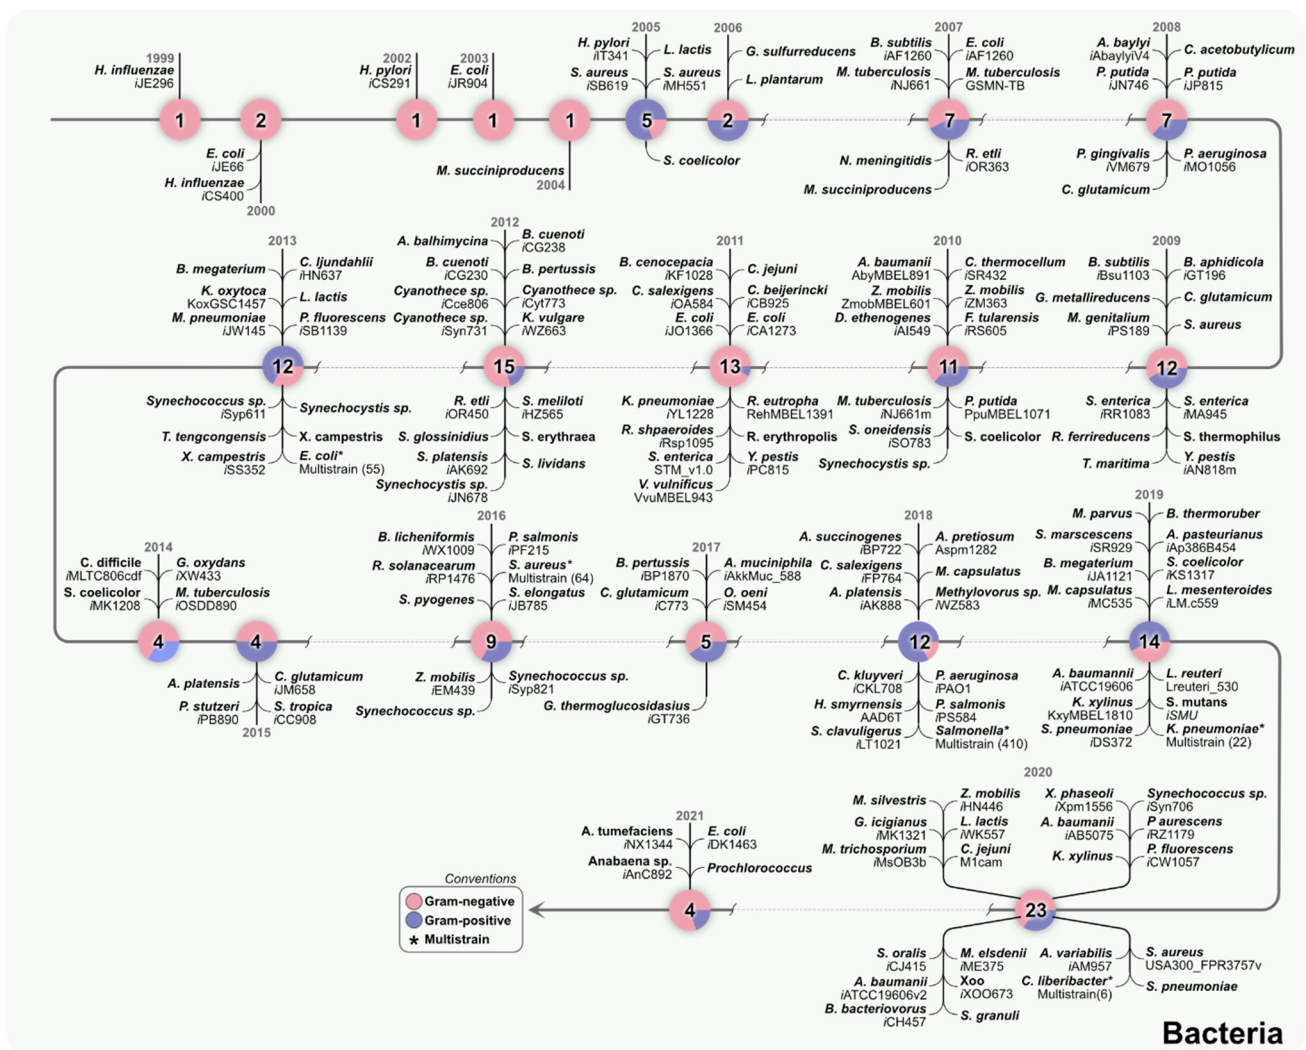 1999
H. influenzae
iJE296
1
2
E. coli
iJE66
H. influenzae
iCS400
2000
2002
H. pylori
iCS291
1
2003
E. coli
iJR904
1
1
M. succiniproducens
2004
2005
H. pylori
iIT341
L. lactis
S. aureus
iSB619
S. aureus
iMH551
5
S. coelicolor
2006
G. sulfurreducens
L. plantarum
2
2007
B. subtilis
iAF1260
E. coli
iAF1260
M. tuberculosis
iNJ661
M. tuberculosis
GSMN-TB
7
N. meningitidis
R. etli
iOR363
M. succiniproducens
2008
A. baylyi
iAbaylyiV4
C. acetobutylicum
P. putida
iJN746
P. putida
iJP815
7
P. gingivalis
iVM679
P. aeruginosa
iMO1056
C. glutamicum
2013
B. megaterium
C. ljundahlii
iHN637
K. oxytoca
KoxGSC1457
L. lactis
M. pneumoniae
iJW145
P. fluorescens
iSB1139
12
Synechococcus sp.
iSyp611
Synechocystis sp.
T. tengcongensis
X. campestris
X. campestris
iSS352
E. coli*
Multistrain (55)
2012
A. balhimycina
B. cuenoti
iCG238
B. cuenoti
iCG230
B. pertussis
Cyanothece sp.
iCce806
Cyanothece sp.
iCyt773
Cyanothece sp.
iSyn731
K. vulgare
iWZ663
15
R. etli
iOR450
S. meliloti
iHZ565
S. glossinidius
S. erythraea
S. platensis
iAK692
S. lividans
Synechocystis sp.
iJN678
2011
B. cenocepacia
iKF1028
C. jejuni
C. salexigens
iOA584
C. beijerincki
iCB925
E. coli
iJO1366
E. coli
iCA1273
13
K. pneumoniae
iYL1228
R. eutropha
RehMBEL1391
R. shpaeroides
iRsp1095
R. erythropolis
S. enterica
STM_v1.0
Y. pestis
iPC815
V. vulnificus
VvuMBEL943
2010
A. baumanii
AbyMBEL891
C. thermocellum
iSR432
Z. mobilis
ZmobMBEL601
Z. mobilis
iZM363
D. ethenogenes
iAI549
F. tularensis
iRS605
11
M. tuberculosis
iNJ661m
P. putida
PpuMBEL1071
S. oneidensis
iSO783
S. coelicolor
Synechocystis sp.
2009
B. subtilis
iBsu1103
B. aphidicola
iGT196
G. metallireducens
C. glutamicum
M. genitalium
iPS189
S. aureus
12
S. enterica
iRR1083
S. enterica
iMA945
R. ferrireducens
S. thermophilus
T. maritima
Y. pestis
iAN818m
2014
C. difficile
iMLTC806cdf
G. oxydans
iXW433
S. coelicolor
iMK1208
M. tuberculosis
iOSDD890
4
4
A. platensis
C. glutamicum
iJM658
P. stutzeri
iPB890
S. tropica
iCC908
2015
2016
B. licheniformis
iWX1009
P. salmonis
iPF215
R. solanacearum
iRP1476
S. aureus*
Multistrain (64)
S. pyogenes
S. elongatus
iJB785
9
Z. mobilis
iEM439
Synechococcus sp.
iSyp821
Synechococcus sp.
2017
B. pertussis
iBP1870
A. muciniphila
iAkkMuc_588
C. glutamicum
iC773
O. oeni
iSM454
5
G. thermoglucosidasius
iGT736
2018
A. succinogenes
iBP722
A. pretiosum
Aspm1282
C. salexigens
iFP764
M. capsulatus
A. platensis
iAK888
Methylovorus sp.
iWZ583
12
C. kluyveri
iCKL708
P. aeruginosa
iPAO1
H. smyrnensis
AAD6T
P. salmonis
iPS584
S. clavuligerus
iLT1021
Salmonella*
Multistrain (410)
2019
M. parvus
B. thermoruber
S. marscescens
iSR929
A. pasteurianus
iAp386B454
B. megaterium
iJA1121
S. coelicolor
iKS1317
M. capsulatus
iMC535
L. mesenteroides
iLM.c559
14
A. baumannii
iATCC19606
L. reuteri
Lreuteri_530
K. xylinus
KxyMBEL1810
S. mutans
iSMU
S. pneumoniae
iDS372
K. pneumoniae*
Multistrain (22)
2020
M. silvestris
Z. mobilis
iHN446
X. phaseoli
iXpm1556
Synechococcus sp.
iSyn706
G. icigianus
iMK1321
L. lactis
iWK557
A. baumanii
iAB5075
P aurescens
iRZ1179
M. trichosporium
iMsOB3b
C. jejuni
M1cam
K. xylinus
P. fluorescens
iCW1057
23
S. oralis
iCJ415
M. elsdenii
iME375
A. variabilis
iAM957
S. aureus
USA300_FPR3757v
A. baumanii
iATCC19606v2
Xoo
iXOO673
C. liberibacter*
Multistrain(6)
S. pneumoniae
B. bacteriovorus
iCH457
S. granuli
2021
A. tumefaciens
iNX1344
E. coli
iDK1463
Anabaena sp.
iAnC892
Prochlorococcus
4
Conventions
Gram-negative
Gram-positive
* Multistrain
Bacteria